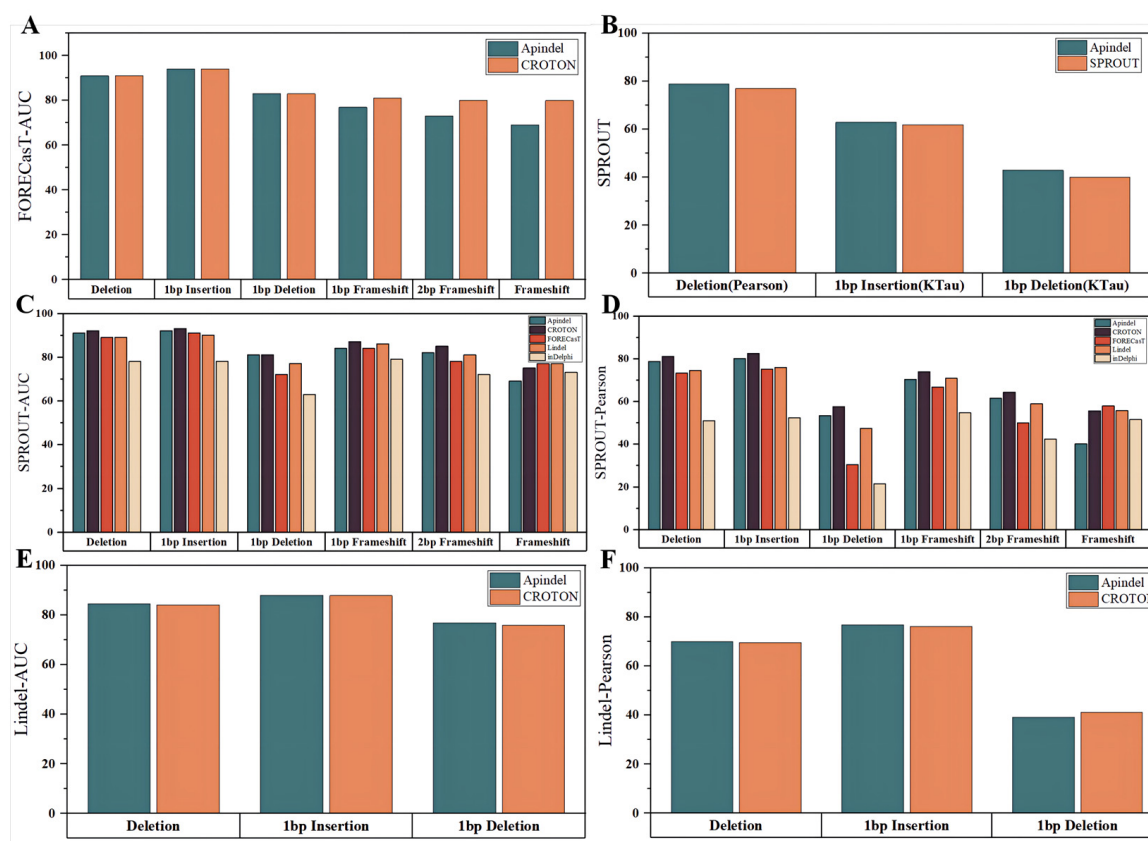 A
FORECasT-AUC
100
80
60
40
20
0
Apindel
CROTON
Deletion 1bp Insertion 1bp Deletion 1bp Frameshift 2bp Frameshift Frameshift
B
SPROUT
100
80
60
40
20
0
Apindel
SPROUT
Deletion(Pearson) 1bp Insertion(KTau) 1bp Deletion(KTau)
C
SPROUT-AUC
100
80
60
40
20
0
Apindel
CROTON
FORECasT
Lindel
inDelphi
Deletion 1bp Insertion 1bp Deletion 1bp Frameshift 2bp Frameshift Frameshift
D
SPROUT-Pearson
100
80
60
40
20
0
Apindel
CROTON
FORECasT
Lindel
inDelphi
Deletion 1bp Insertion 1bp Deletion 1bp Frameshift 2bp Frameshift Frameshift
E
Lindel-AUC
100
80
60
40
20
0
Apindel
CROTON
Deletion 1bp Insertion 1bp Deletion
F
Lindel-Pearson
100
80
60
40
20
0
Apindel
CROTON
Deletion 1bp Insertion 1bp Deletion